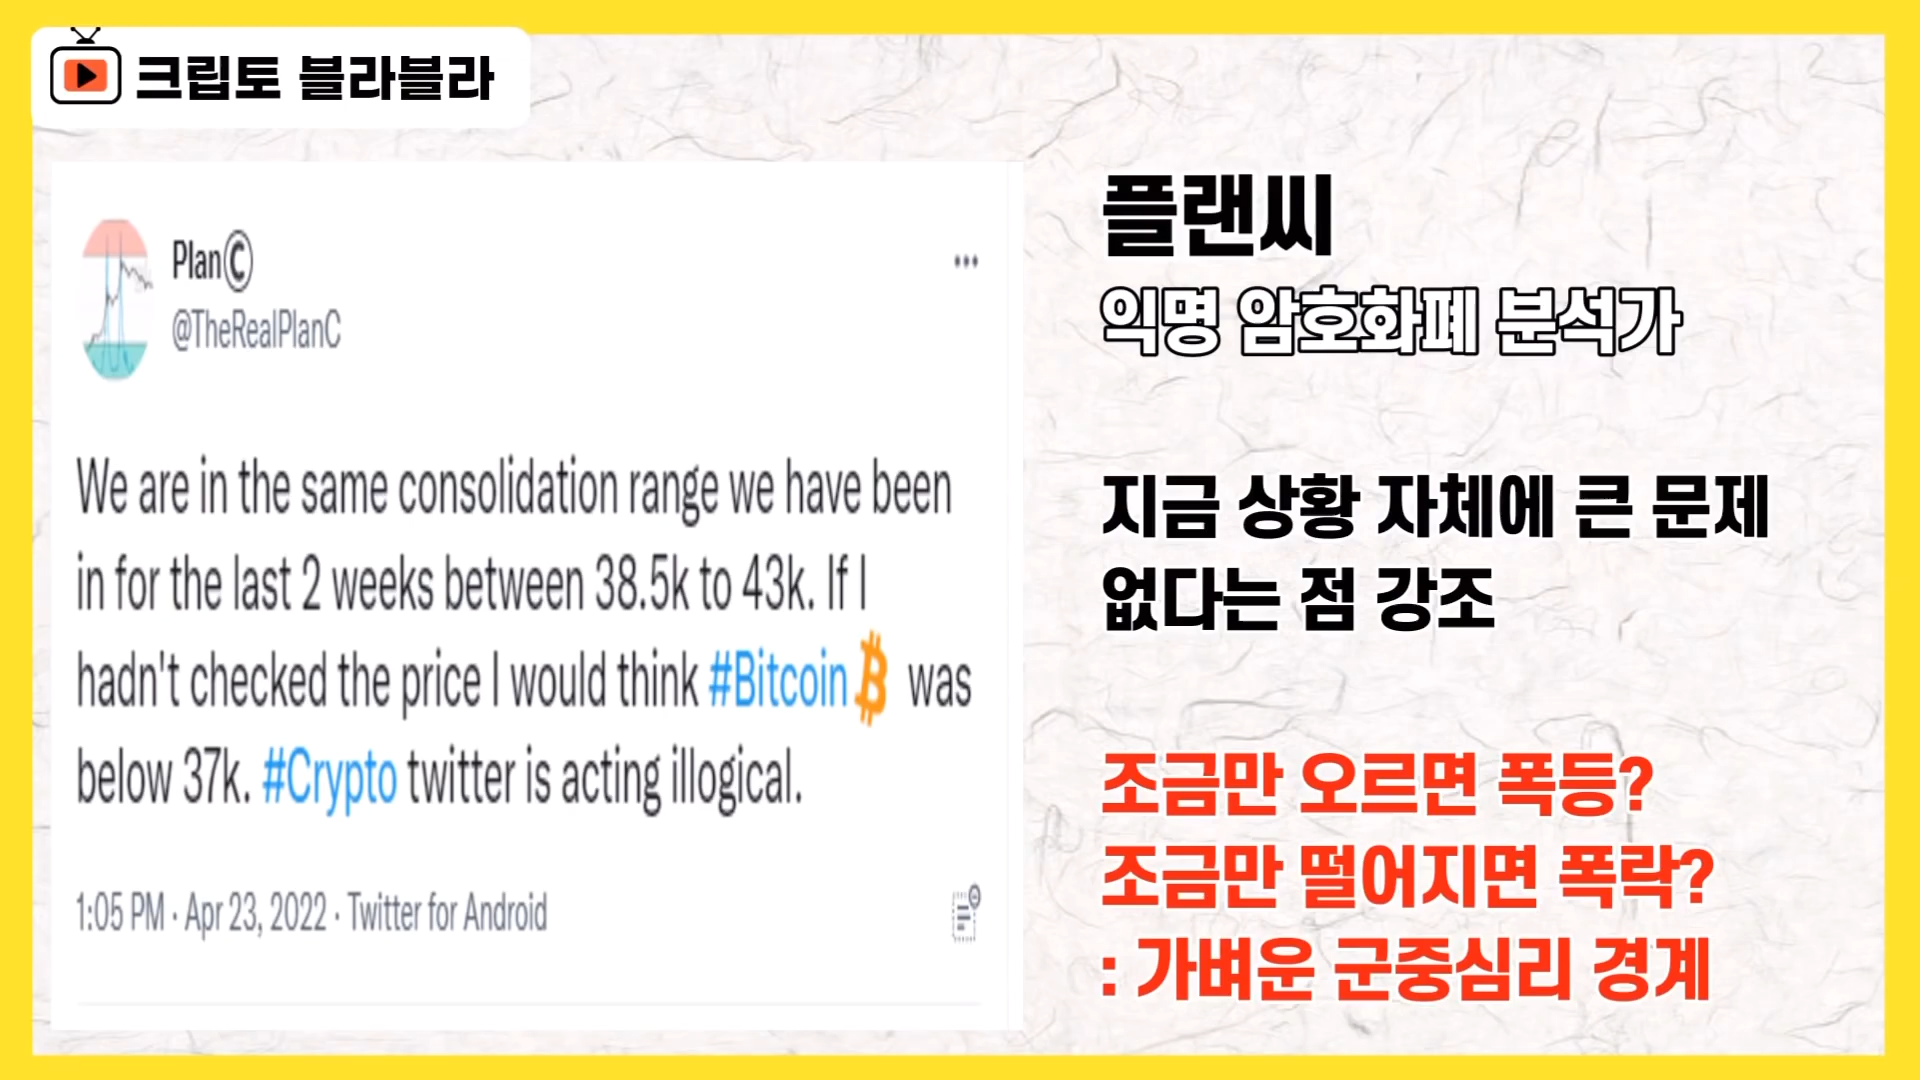 크립토 블라블라
PlanⒸ
@TheRealPlanC
We are in the same consolidation range we have been
in for the last 2 weeks between 38.5k to 43k. If I
hadn't checked the price I would think #Bitcoin₿ was
below 37k. #Crypto twitter is acting illogical.
1:05 PM · Apr 23, 2022 · Twitter for Android
플랜씨
익명 암호화폐 분석가
지금 상황 자체에 큰 문제
없다는 점 강조
조금만 오르면 폭등?
조금만 떨어지면 폭락?
: 가벼운 군중심리 경계